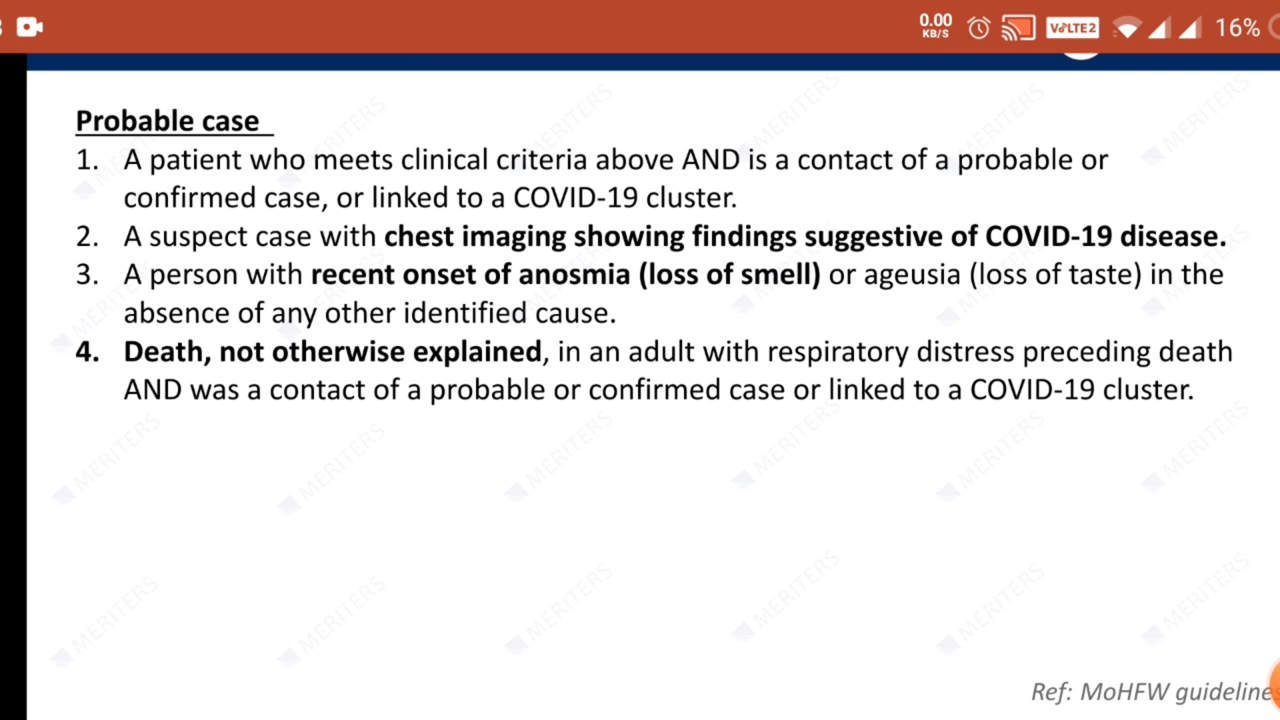 0.00
KB/S
VoLTE2
16%
Probable case
1. A patient who meets clinical criteria above AND is a contact of a probable or
confirmed case, or linked to a COVID-19 cluster.
2. A suspect case with chest imaging showing findings suggestive of COVID-19 disease.
3. A person with recent onset of anosmia (loss of smell) or ageusia (loss of taste) in the
absence of any other identified cause.
4. Death, not otherwise explained, in an adult with respiratory distress preceding death
AND was a contact of a probable or confirmed case or linked to a COVID-19 cluster.
MERITERS
Ref: MoHFW guidelines